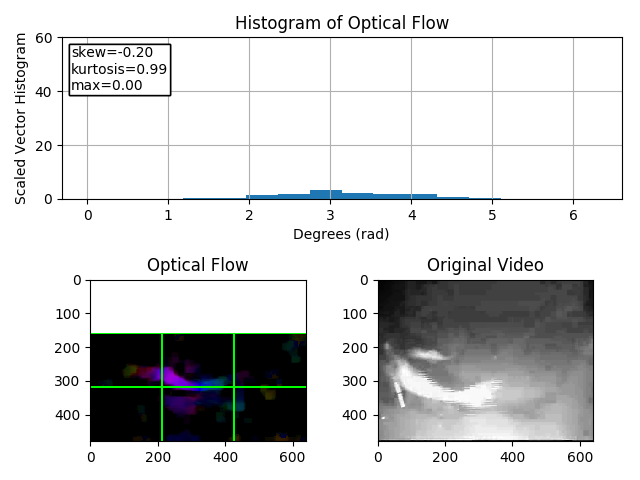 Histogram of Optical Flow
skew=-0.20
kurtosis=0.99
max=0.00
Scaled Vector Histogram
60
40
20
0
0 1 2 3 4 5 6
Degrees (rad)
Optical Flow
0
100
200
300
400
0 200 400 600
Original Video
0
100
200
300
400
0 200 400 600